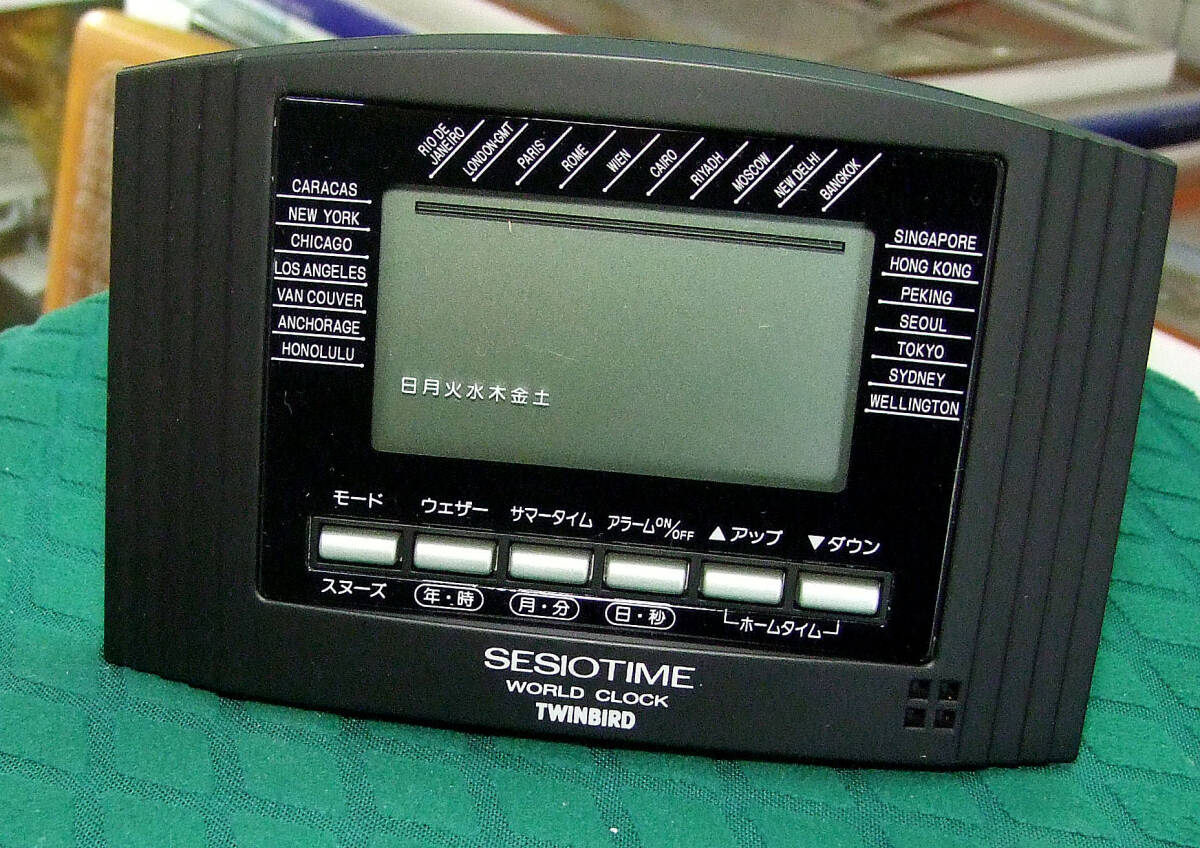 RIO DE
JANEIRO
LONDON·GMT
PARIS
ROME
WIEN
CAIRO
RIYADH
MOSCOW
NEW DELHI
BANGKOK
CARACAS
NEW YORK
CHICAGO
LOS ANGELES
VAN COUVER
ANCHORAGE
HONOLULU
SINGAPORE
HONG KONG
PEKING
SEOUL
TOKYO
SYDNEY
WELLINGTON
日月火水木金土
モード ウェザー サマータイム アラームON/OFF ▲アップ ▼ダウン
スヌーズ 年・時 月・分 日・秒 ホームタイム
SESIOTIME
WORLD CLOCK
TWINBIRD